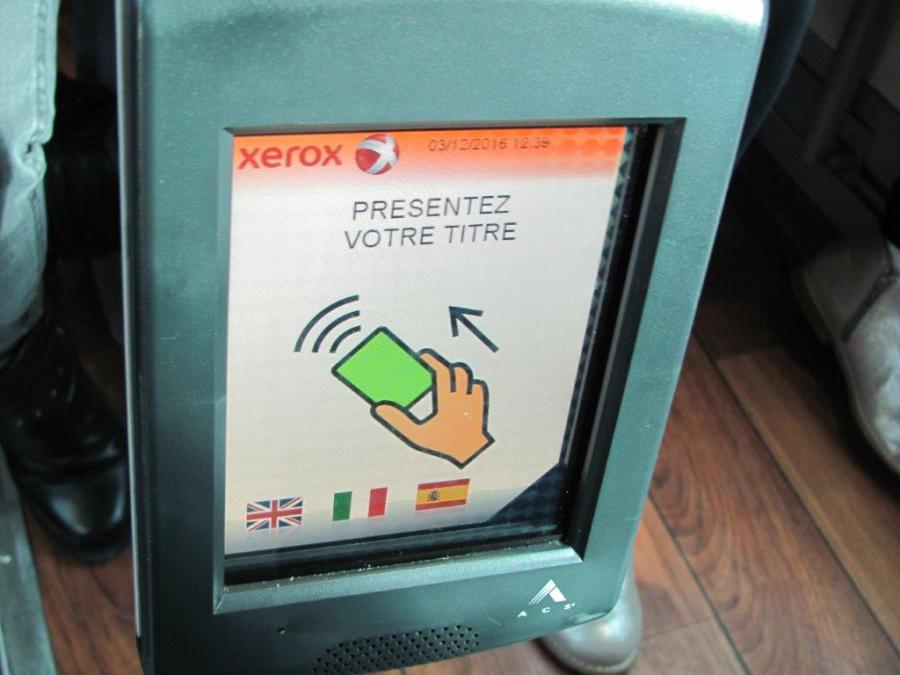 xerox
03/12/2016 12:39
PRESENTEZ
VOTRE TITRE
ACS